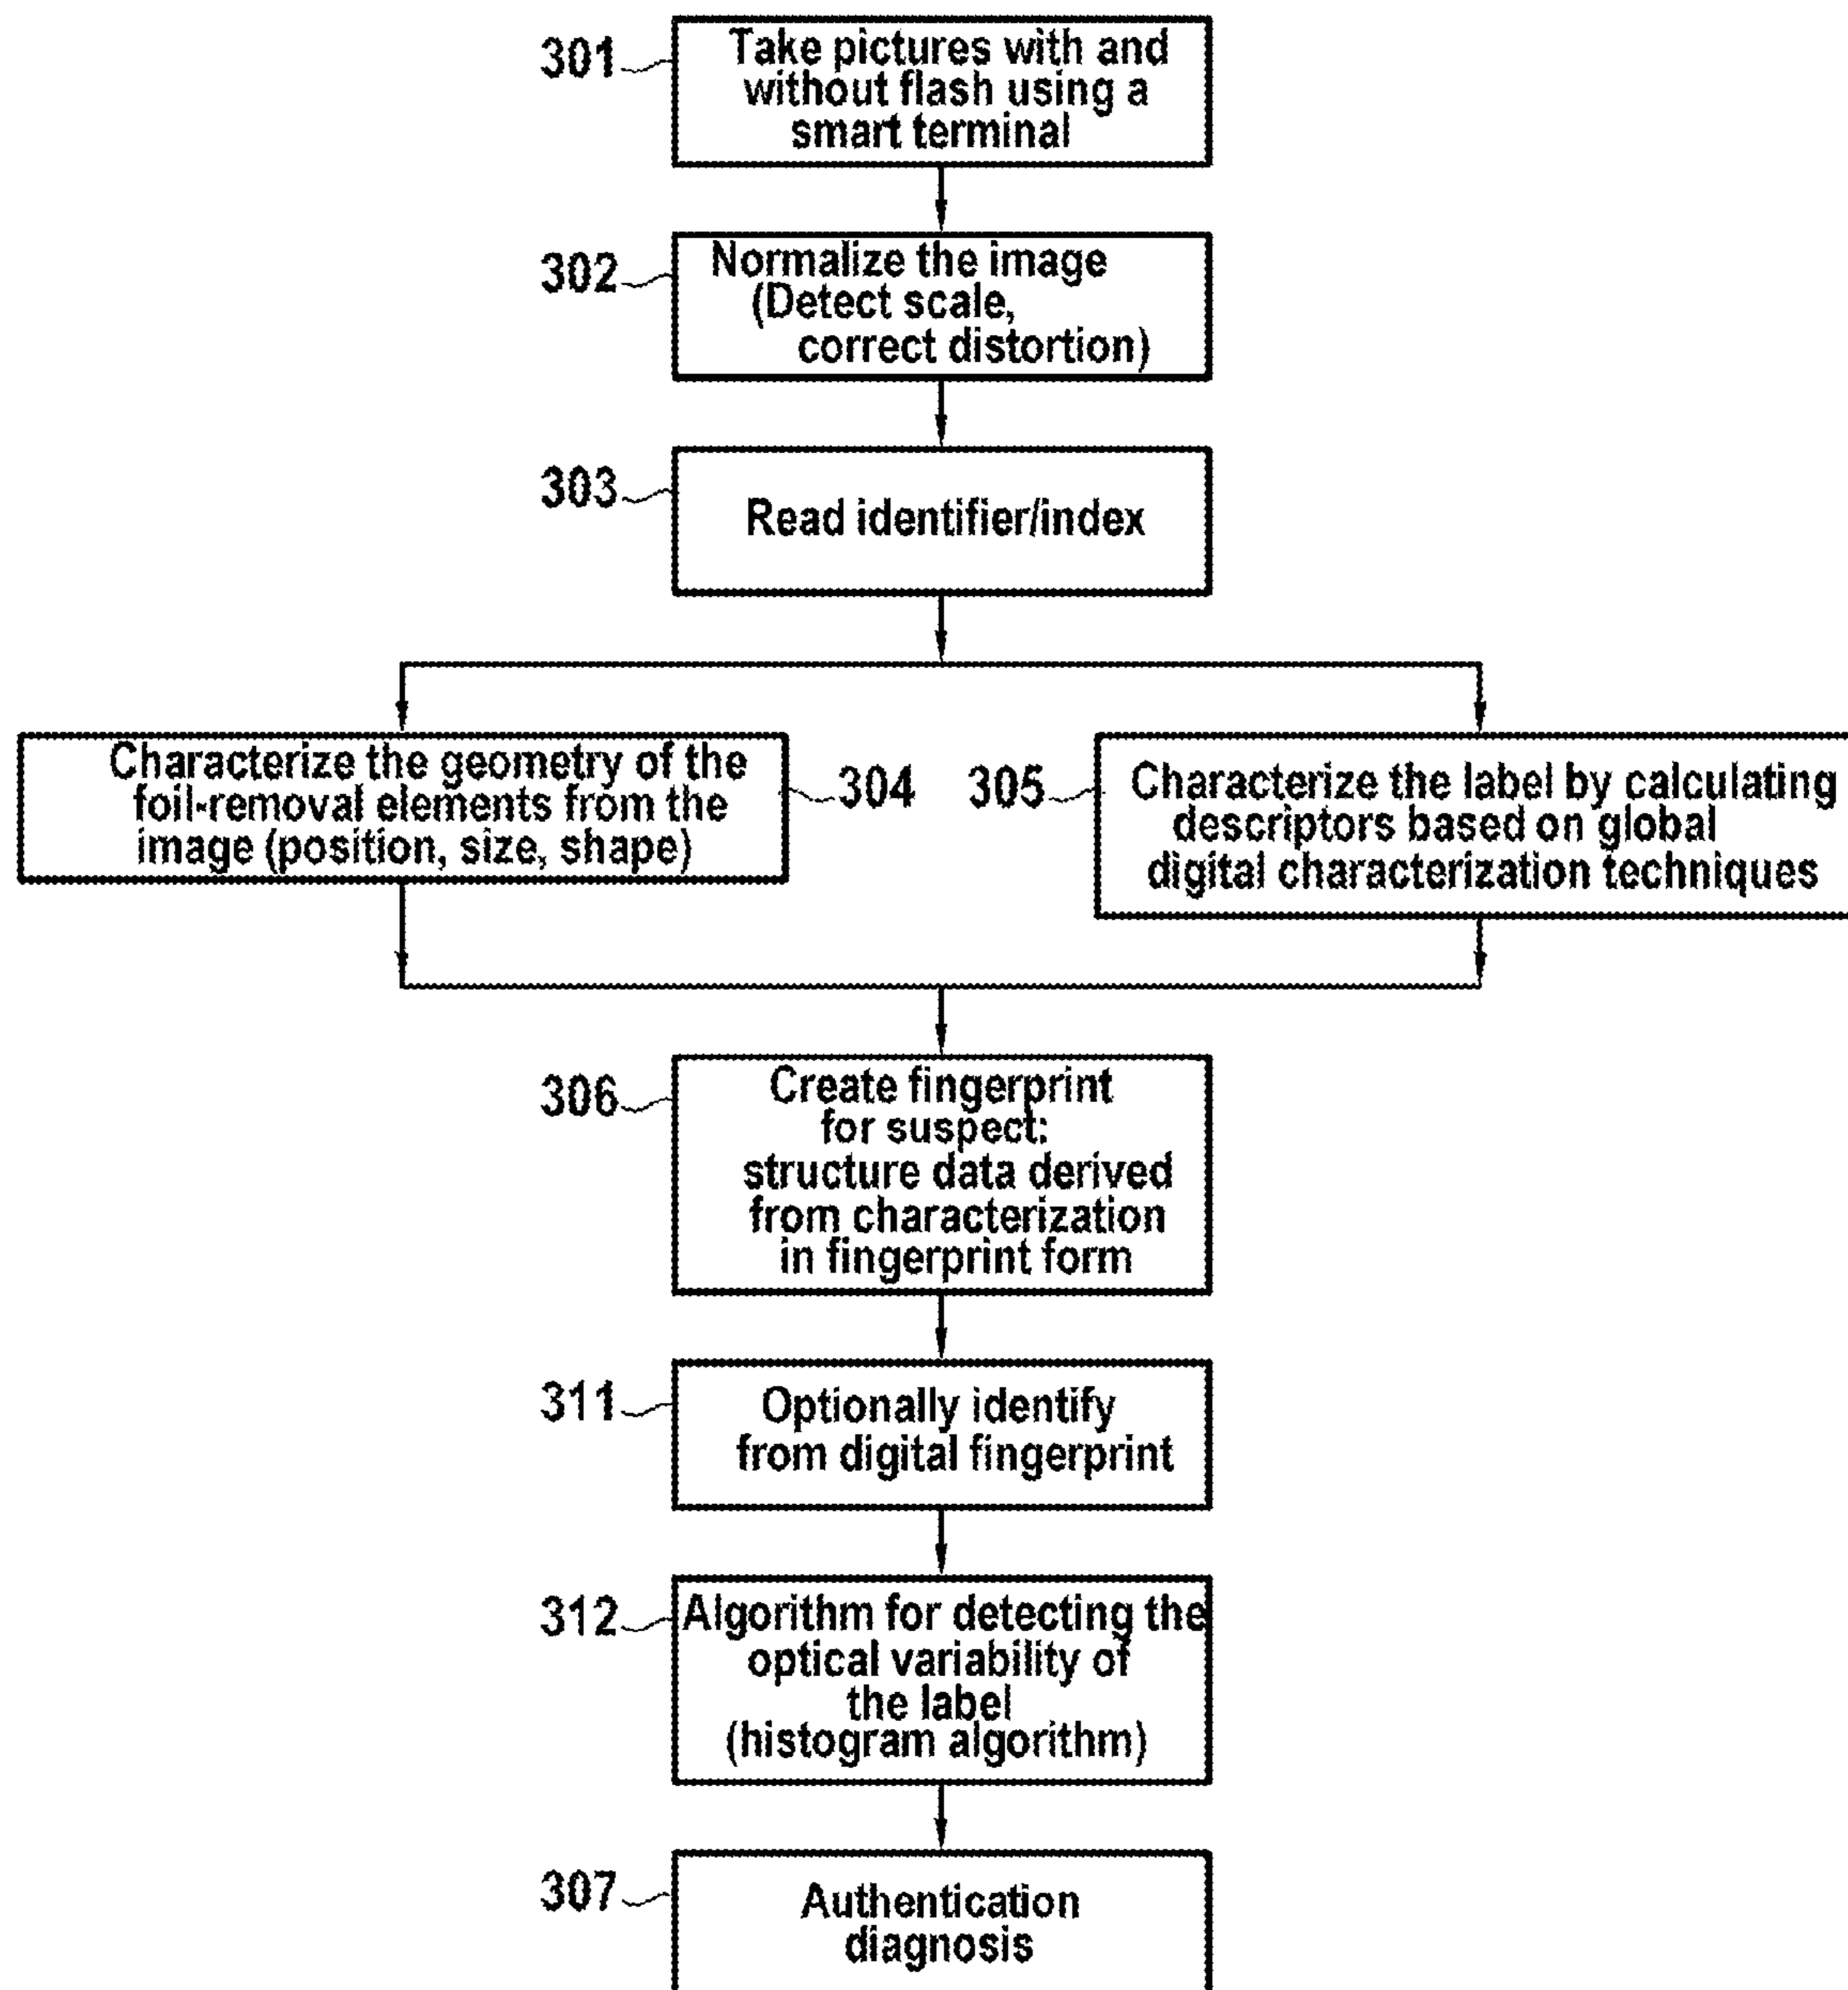 301
Take pictures with and
without flash using a
smart terminal
302
Normalize the image
(Detect scale,
correct distortion)
303
Read identifier/index
Characterize the geometry of the
foil-removal elements from the
image (position, size, shape)
304
305
Characterize the label by calculating
descriptors based on global
digital characterization techniques
306
Create fingerprint
for suspect:
structure data derived
from characterization
in fingerprint form
311
Optionally identify
from digital fingerprint
312
Algorithm for detecting the
optical variability of
the label
(histogram algorithm)
307
Authentication
diagnosis